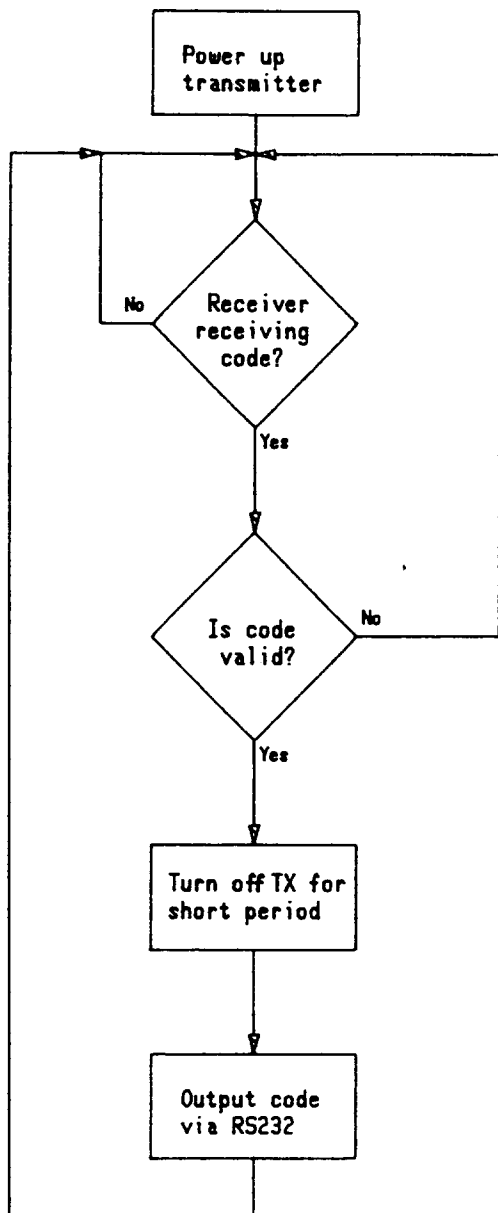 Power up
transmitter
No
Receiver
receiving
code?
Yes
Is code
valid?
No
Yes
Turn off TX for
short period
Output code
via RS232